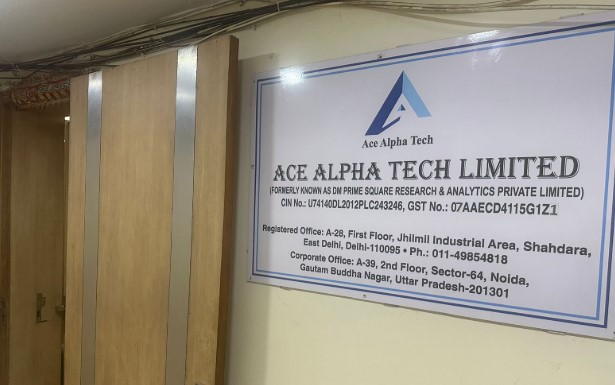 Ace Alpha Tech
ACE ALPHA TECH LIMITED
(FORMERLY KNOWN AS DM PRIME SQUARE RESEARCH & ANALYTICS PRIVATE LIMITED)
CIN No.: U74140DL2012PLC243246, GST No.: 07AAECD4115G1Z1
Registered Office: A-28, First Floor, Jhilmil Industrial Area, Shahdara,
East Delhi, Delhi-110095 • Ph.: 011-49854818
Corporate Office: A-39, 2nd Floor, Sector-64, Noida,
Gautam Buddha Nagar, Uttar Pradesh-201301